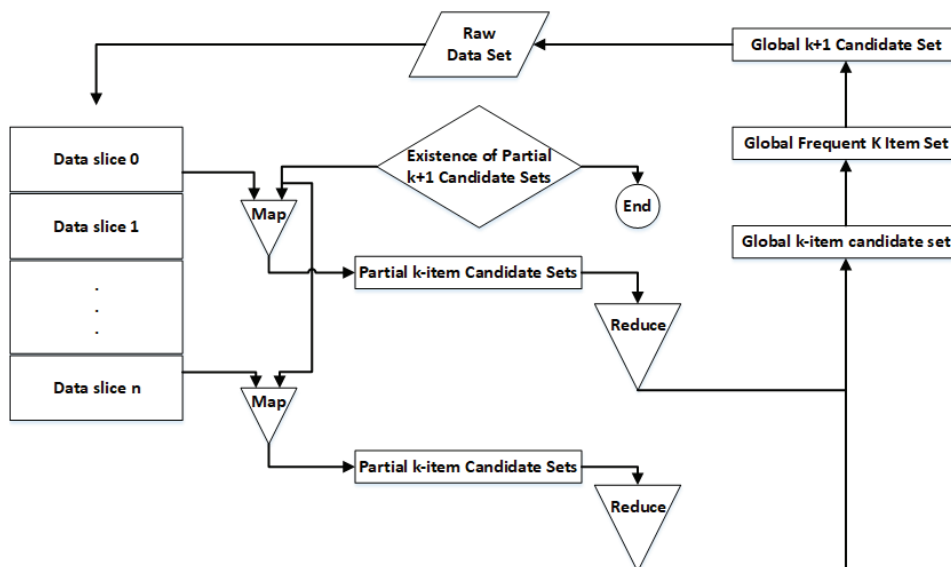 Raw
Data Set
Global k+1 Candidate Set
Data slice 0
Existence of Partial
k+1 Candidate Sets
Global Frequent K Item Set
Map
End
Data slice 1
Global k-item candidate set
Partial k-item Candidate Sets
.
.
.
Reduce
Data slice n
Map
Partial k-item Candidate Sets
Reduce